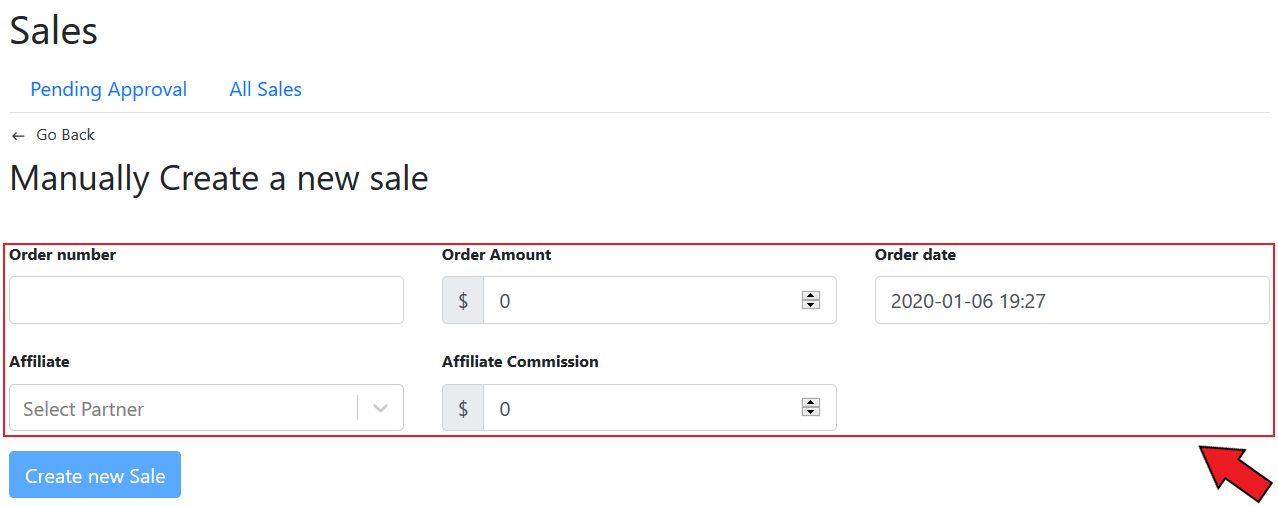 Sales
Pending Approval All Sales
← Go Back
Manually Create a new sale
Order number Order Amount Order date
$ 0 2020-01-06 19:27
Affiliate Affiliate Commission
Select Partner $ 0
Create new Sale